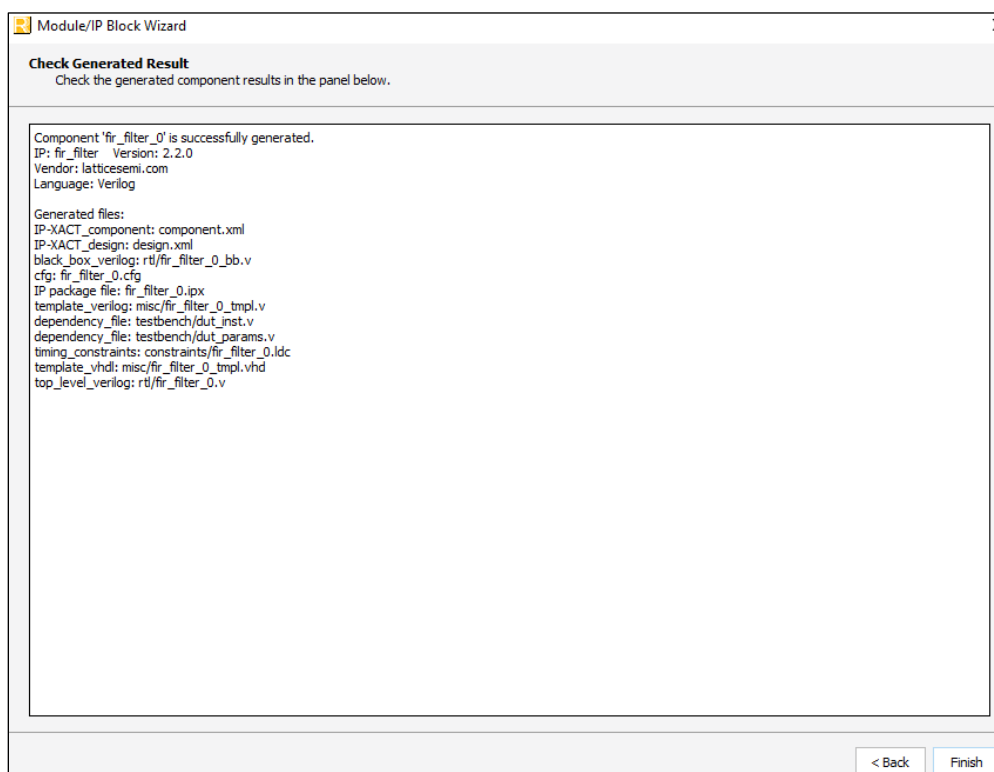 Module/IP Block Wizard
Check Generated Result
Check the generated component results in the panel below.
Component 'fir_filter_0' is successfully generated.
IP: fir_filter Version: 2.2.0
Vendor: latticesemi.com
Language: Verilog
Generated files:
IP-XACT_component: component.xml
IP-XACT_design: design.xml
black_box_verilog: rtl/fir_filter_0_bb.v
cfg: fir_filter_0.cfg
IP package file: fir_filter_0.ipx
template_verilog: misc/fir_filter_0_tmpl.v
dependency_file: testbench/dut_inst.v
dependency_file: testbench/dut_params.v
timing_constraints: constraints/fir_filter_0.ldc
template_vhdl: misc/fir_filter_0_tmpl.vhd
top_level_verilog: rtl/fir_filter_0.v
< Back Finish